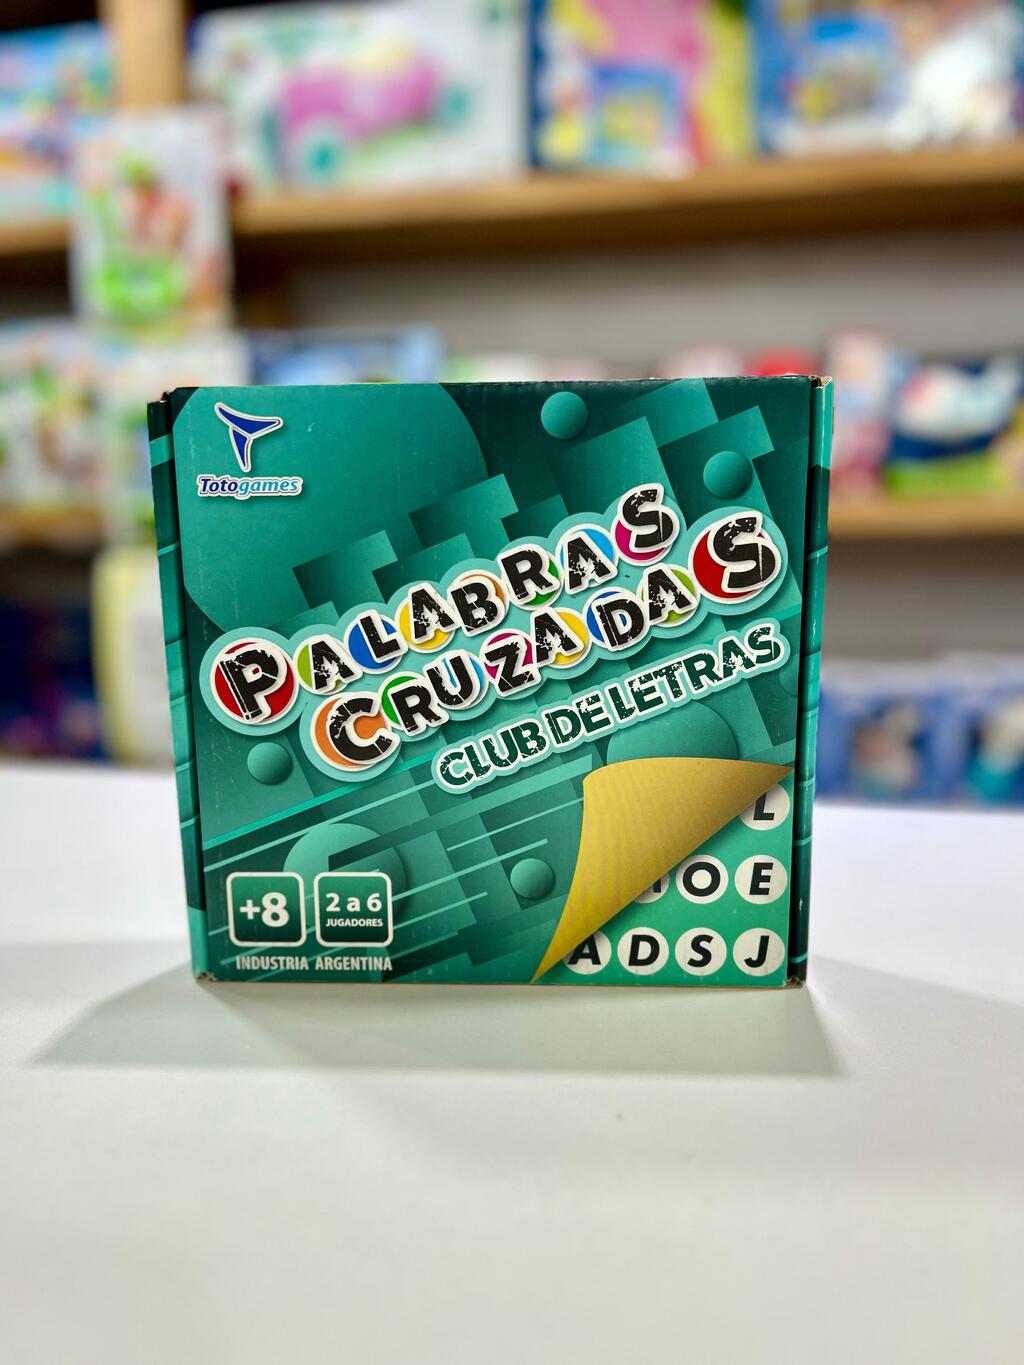 Totogames
PALABRAS
CRUZADAS
CLUB DE LETRAS
L
O E
A D S J
+8
2 a 6
JUGADORES
INDUSTRIA ARGENTINA